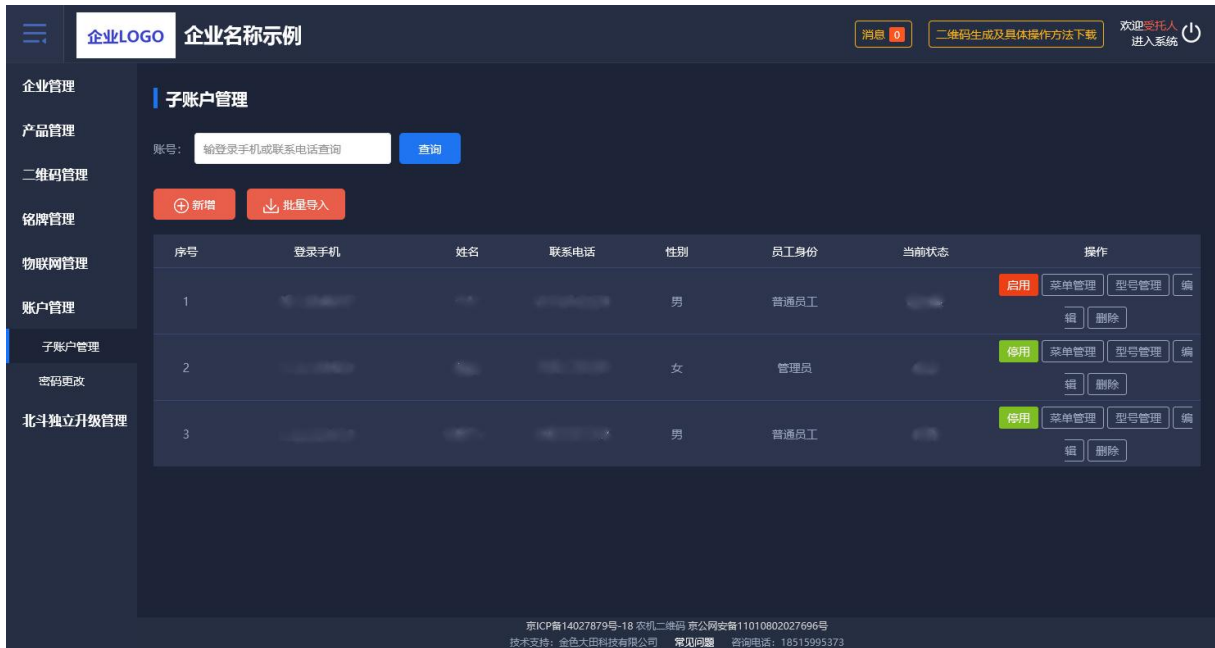 企业LOGO 企业名称示例 消息 0 二维码生成及具体操作方法下载 欢迎受托人
进入系统
企业管理
产品管理
二维码管理
铭牌管理
物联网管理
账户管理
子账户管理
密码更改
北斗独立升级管理
子账户管理
账号： 输登录手机或联系电话查询 查询
新增 批量导入
序号 登录手机 姓名 联系电话 性别 员工身份 当前状态 操作
1 男 普通员工 启用 菜单管理 型号管理 编
辑 删除
2 女 管理员 停用 菜单管理 型号管理 编
辑 删除
3 男 普通员工 停用 菜单管理 型号管理 编
辑 删除
京ICP备14027879号-18 农机二维码 京公网安备11010802027696号
技术支持：金色大田科技有限公司 常见问题 咨询电话：18515995373